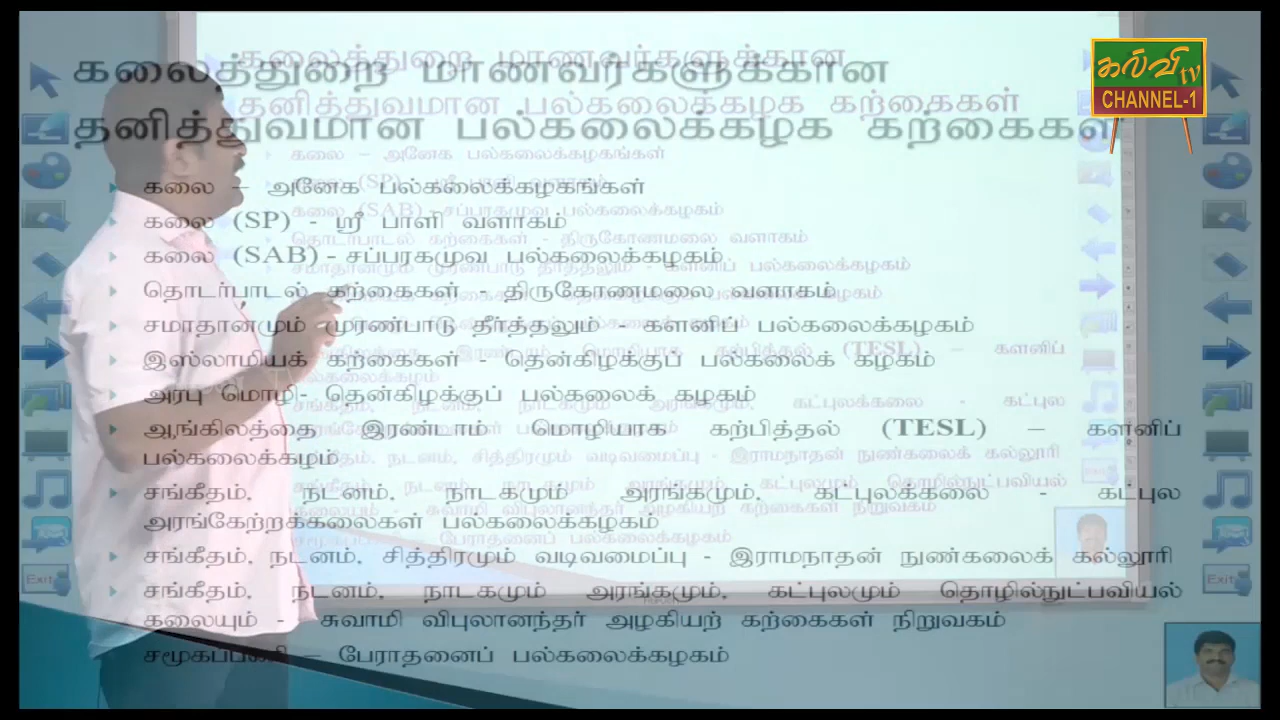 கலைத்துறை மாணவர்களுக்கான
தனித்துவமான பல்கலைக்கழக கற்கைகள்
கல்வி tv
CHANNEL-1
கலை – அனேக பல்கலைக்கழகங்கள்
கலை (SP) - ஸ்ரீ பாளி வளாகம்
கலை (SAB) - சப்பரகமுவ பல்கலைக்கழகம்
தொடர்பாடல் கற்கைகள் - திருகோணமலை வளாகம்
சமாதானமும் முரண்பாடு தீர்த்தலும் - களனிப் பல்கலைக்கழகம்
இஸ்லாமியக் கற்கைகள் - தென்கிழக்குப் பல்கலைக் கழகம்
அரபு மொழி- தென்கிழக்குப் பல்கலைக் கழகம்
ஆங்கிலத்தை இரண்டாம் மொழியாக கற்பித்தல் (TESL) – களனிப்
பல்கலைக்கழம்
சங்கீதம், நடனம், நாடகமும் அரங்கமும், கட்புலக்கலை - கட்புல
அரங்கேற்றக்கலைகள் பல்கலைக்கழகம்
சங்கீதம், நடனம், சித்திரமும் வடிவமைப்பு - இராமநாதன் நுண்கலைக் கல்லூரி
சங்கீதம், நடனம், நாடகமும் அரங்கமும், கட்புலமும் தொழில்நுட்பவியல்
கலையும் - சுவாமி விபுலானந்தர் அழகியற் கற்கைகள் நிறுவகம்
சமூகப்பணி – பேராதனைப் பல்கலைக்கழகம்
Exit
Exit